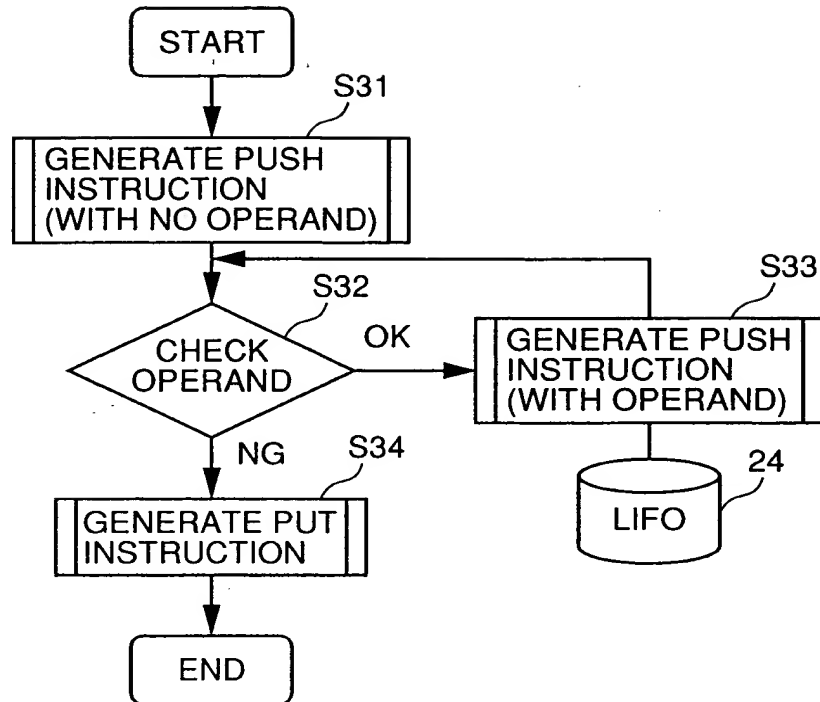 START
S31
GENERATE PUSH
INSTRUCTION
(WITH NO OPERAND)
S32
CHECK
OPERAND
OK
S33
GENERATE PUSH
INSTRUCTION
(WITH OPERAND)
24
LIFO
NG
S34
GENERATE PUT
INSTRUCTION
END